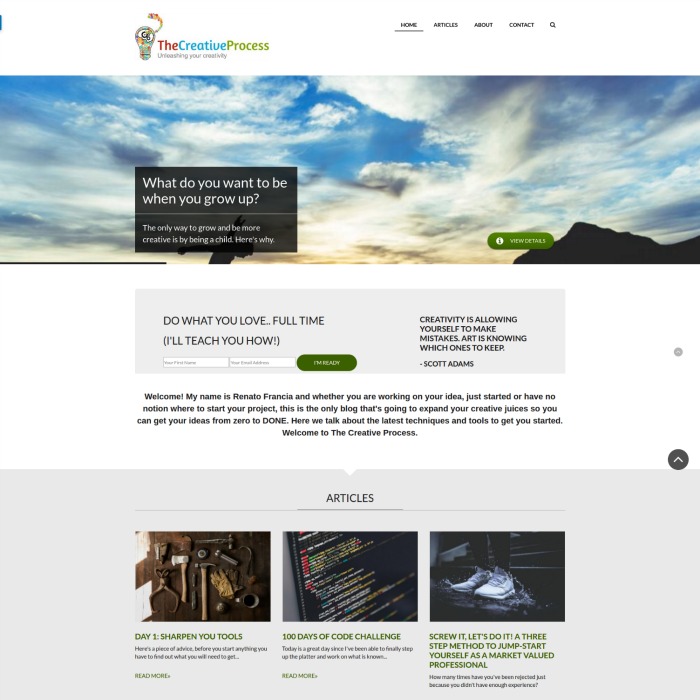 HOME ARTICLES ABOUT CONTACT
TheCreativeProcess
Unleashing your creativity
What do you want to be
when you grow up?
The only way to grow and be more
creative is by being a child. Here's why.
VIEW DETAILS
DO WHAT YOU LOVE.. FULL TIME
(I'LL TEACH YOU HOW!)
Your First Name
Your Email Address
I'M READY
CREATIVITY IS ALLOWING
YOURSELF TO MAKE
MISTAKES. ART IS KNOWING
WHICH ONES TO KEEP.
- SCOTT ADAMS
Welcome! My name is Renato Francia and whether you are working on your idea, just started or have no
notion where to start your project, this is the only blog that's going to expand your creative juices so you
can get your ideas from zero to DONE. Here we talk about the latest techniques and tools to get you started.
Welcome to The Creative Process.
ARTICLES
DAY 1: SHARPEN YOU TOOLS
Here's a piece of advice, before you start anything you
have to find out what you will need to get...
READ MORE»
100 DAYS OF CODE CHALLENGE
Today is a great day since I've been able to finally step
up the platter and work on what is known...
READ MORE»
SCREW IT, LET'S DO IT! A THREE
STEP METHOD TO JUMP-START
YOURSELF AS A MARKET VALUED
PROFESSIONAL
How many times have you've been rejected just
because you didn't have enough experience?